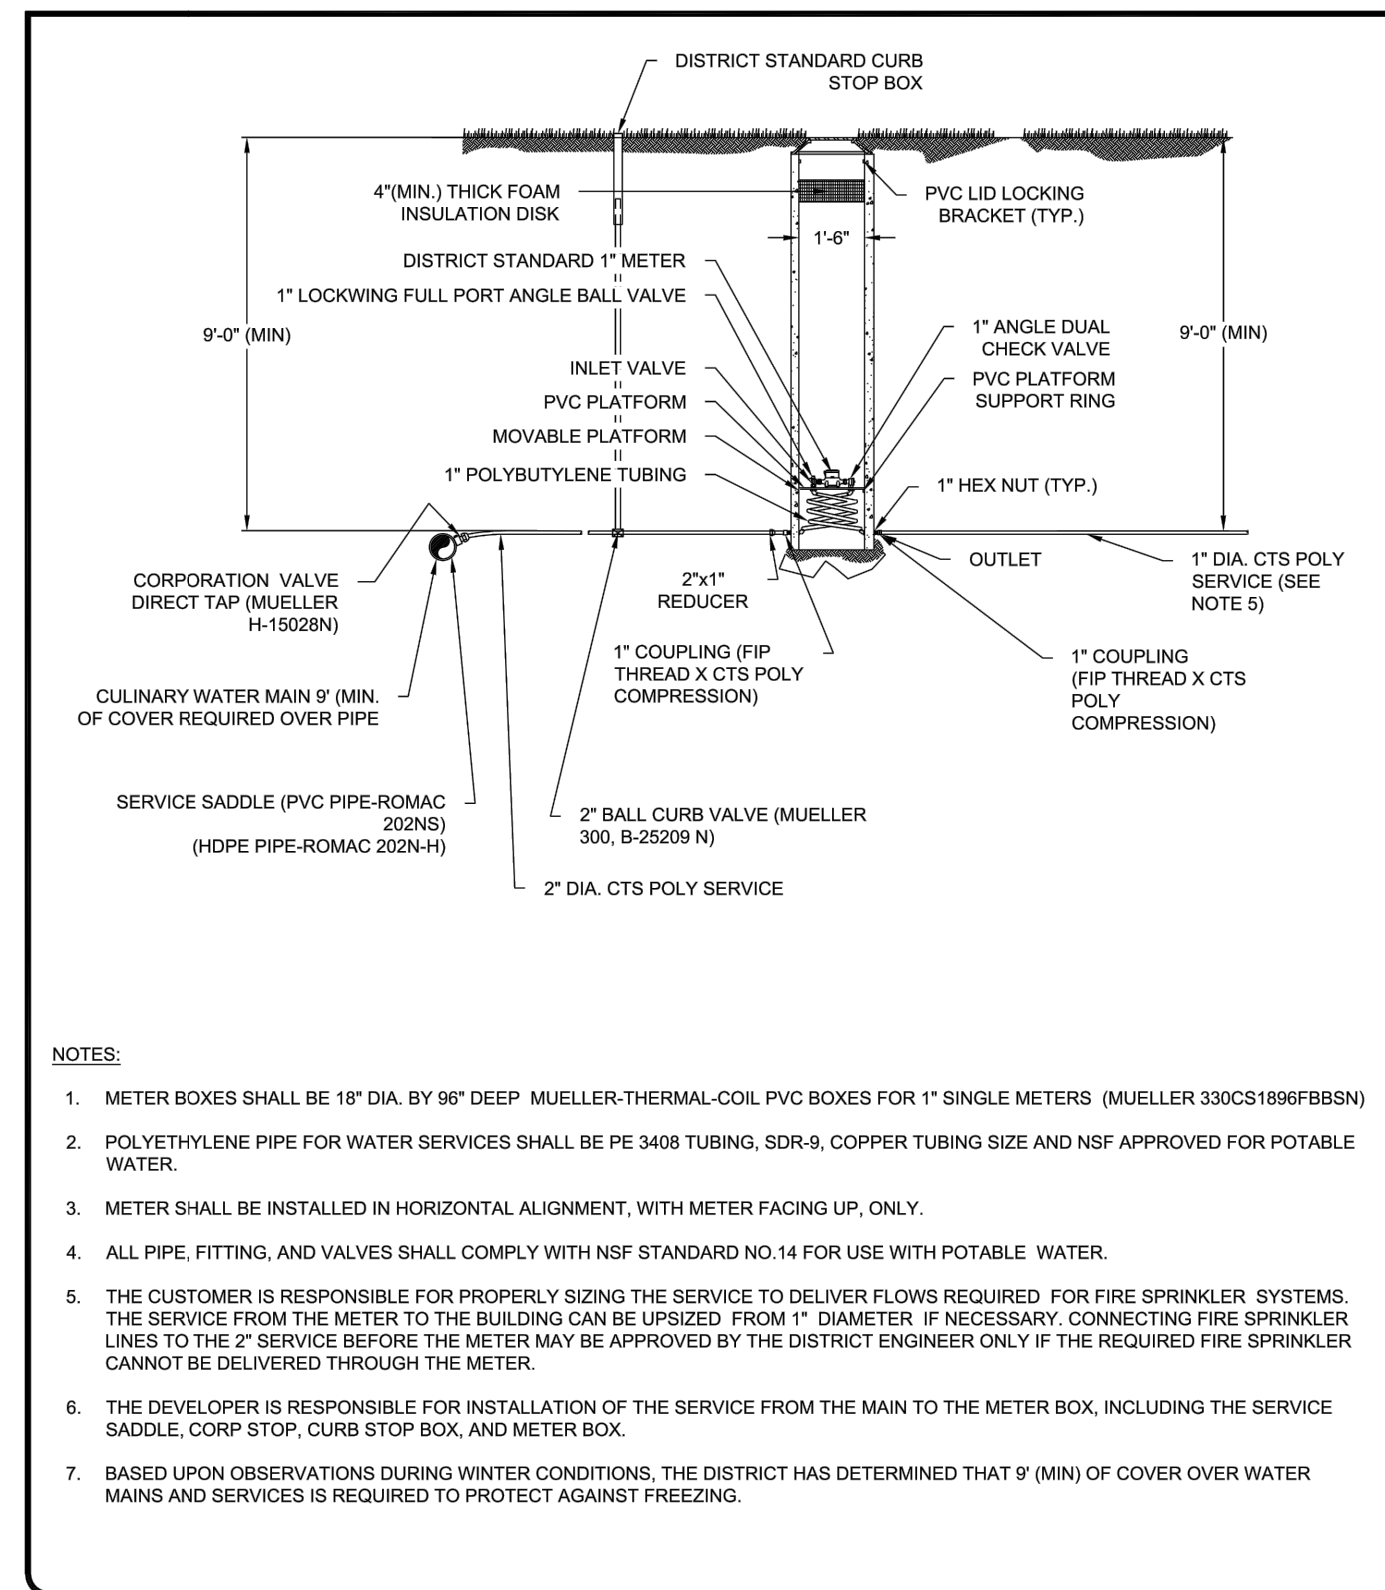 DISTRICT STANDARD CURB
STOP BOX
4"(MIN.) THICK FOAM
INSULATION DISK
PVC LID LOCKING
BRACKET (TYP.)
1'-6"
DISTRICT STANDARD 1" METER
1" LOCKWING FULL PORT ANGLE BALL VALVE
9'-0" (MIN)
1" ANGLE DUAL
CHECK VALVE
9'-0" (MIN)
INLET VALVE
PVC PLATFORM
SUPPORT RING
PVC PLATFORM
MOVABLE PLATFORM
1" POLYBUTYLENE TUBING
1" HEX NUT (TYP.)
OUTLET
1" DIA. CTS POLY
SERVICE (SEE
NOTE 5)
CORPORATION VALVE
DIRECT TAP (MUELLER
H-15028N)
2"x1"
REDUCER
1" COUPLING (FIP
THREAD X CTS POLY
COMPRESSION)
1" COUPLING
(FIP THREAD X CTS
POLY
COMPRESSION)
CULINARY WATER MAIN 9' (MIN.
OF COVER REQUIRED OVER PIPE
SERVICE SADDLE (PVC PIPE-ROMAC
202NS)
(HDPE PIPE-ROMAC 202N-H)
2" BALL CURB VALVE (MUELLER
300, B-25209 N)
2" DIA. CTS POLY SERVICE
NOTES:
1. METER BOXES SHALL BE 18" DIA. BY 96" DEEP MUELLER-THERMAL-COIL PVC BOXES FOR 1" SINGLE METERS (MUELLER 330CS1896FBBSN)
2. POLYETHYLENE PIPE FOR WATER SERVICES SHALL BE PE 3408 TUBING, SDR-9, COPPER TUBING SIZE AND NSF APPROVED FOR POTABLE
WATER.
3. METER SHALL BE INSTALLED IN HORIZONTAL ALIGNMENT, WITH METER FACING UP, ONLY.
4. ALL PIPE, FITTING, AND VALVES SHALL COMPLY WITH NSF STANDARD NO.14 FOR USE WITH POTABLE WATER.
5. THE CUSTOMER IS RESPONSIBLE FOR PROPERLY SIZING THE SERVICE TO DELIVER FLOWS REQUIRED FOR FIRE SPRINKLER SYSTEMS.
THE SERVICE FROM THE METER TO THE BUILDING CAN BE UPSIZED FROM 1" DIAMETER IF NECESSARY. CONNECTING FIRE SPRINKLER
LINES TO THE 2" SERVICE BEFORE THE METER MAY BE APPROVED BY THE DISTRICT ENGINEER ONLY IF THE REQUIRED FIRE SPRINKLER
CANNOT BE DELIVERED THROUGH THE METER.
6. THE DEVELOPER IS RESPONSIBLE FOR INSTALLATION OF THE SERVICE FROM THE MAIN TO THE METER BOX, INCLUDING THE SERVICE
SADDLE, CORP STOP, CURB STOP BOX, AND METER BOX.
7. BASED UPON OBSERVATIONS DURING WINTER CONDITIONS, THE DISTRICT HAS DETERMINED THAT 9' (MIN) OF COVER OVER WATER
MAINS AND SERVICES IS REQUIRED TO PROTECT AGAINST FREEZING.